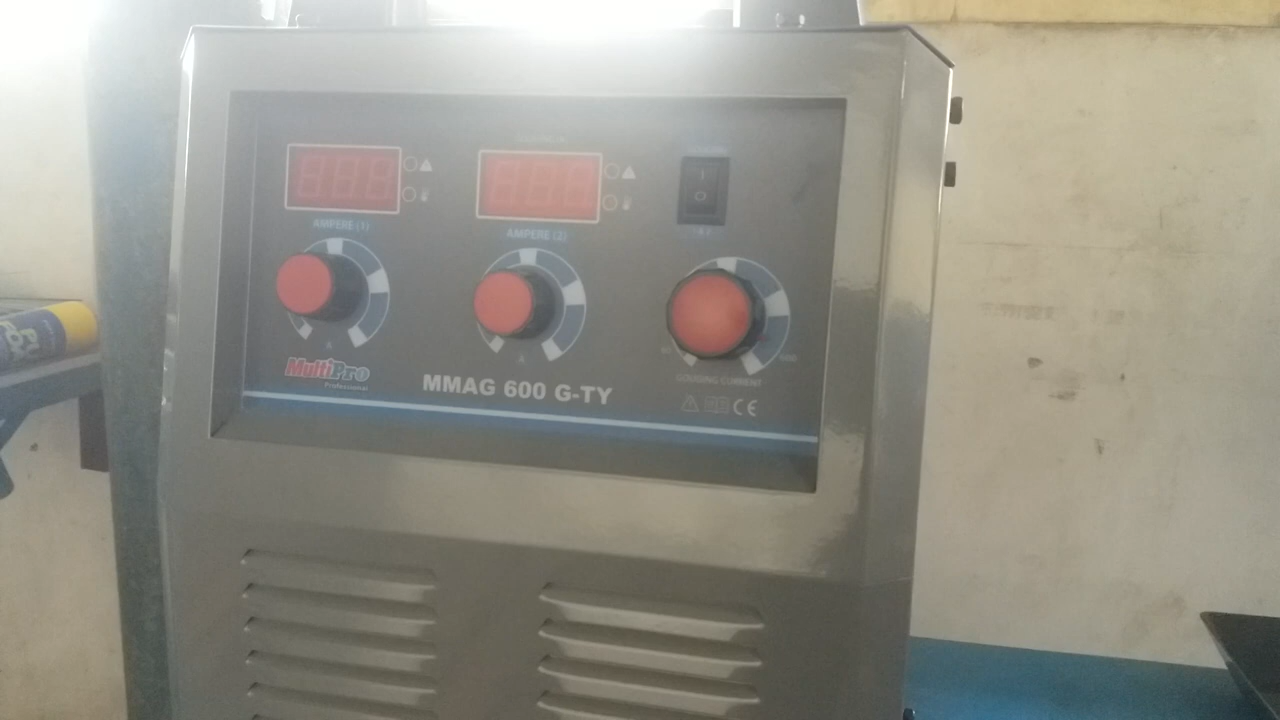 AMPERE (1)
AMPERE (2)
MultiPro
Professional
MMAG 600 G-TY
GOUGING CURRENT
CE